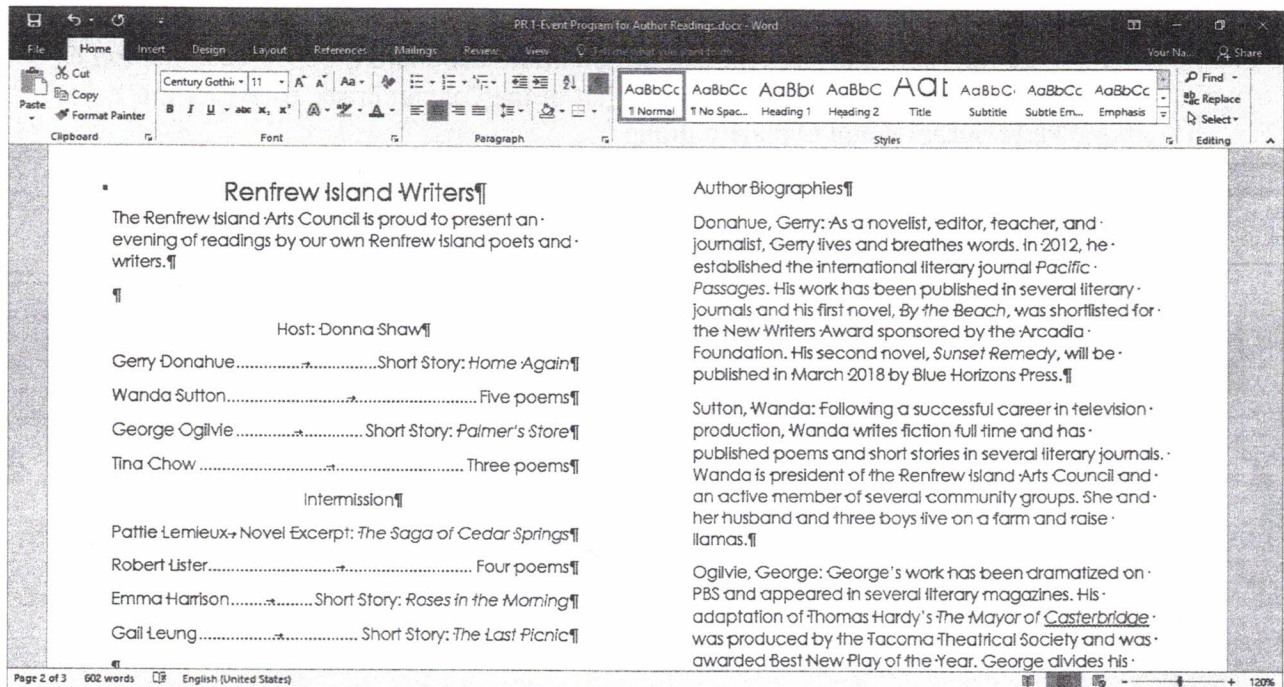 PR 1-Event Program for Author Readings.docx - Word
File Home Insert Design Layout References Mailings Review View Tell me what you want to do... Your Na... Share
Cut
Copy
Format Painter
Paste
Clipboard
Century Gothi 11
Font
Paragraph
AaBbCc AaBbCc AaBb( AaBbC AaI AaBbC AaBbCc AaBbCc
¶ Normal ¶ No Spac... Heading 1 Heading 2 Title Subtitle Subtle Em... Emphasis
Styles
Find
Replace
Select
Editing
Renfrew Island Writers¶
The Renfrew Island Arts Council is proud to present an
evening of readings by our own Renfrew Island poets and
writers.¶
¶
Host: Donna Shaw¶
Gerry Donahue..............→..................Short Story: Home Again¶
Wanda Sutton.........................→......................... Five poems¶
George Ogilvie.............→............. Short Story: Palmer's Store¶
Tina Chow ..........................→.......................... Three poems¶
Intermission¶
Pattie Lemieux→ Novel Excerpt: The Saga of Cedar Springs¶
Robert Lister..........................→.......................... Four poems¶
Emma Harrison........→........Short Story: Roses in the Morning¶
Gail Leung...............→............... Short Story: The Last Picnic¶
¶
Author Biographies¶
Donahue, Gerry: As a novelist, editor, teacher, and
journalist, Gerry lives and breathes words. In 2012, he
established the international literary journal Pacific
Passages. His work has been published in several literary
journals and his first novel, By the Beach, was shortlisted for
the New Writers Award sponsored by the Arcadia
Foundation. His second novel, Sunset Remedy, will be
published in March 2018 by Blue Horizons Press.¶
Sutton, Wanda: Following a successful career in television
production, Wanda writes fiction full time and has
published poems and short stories in several literary journals.
Wanda is president of the Renfrew Island Arts Council and
an active member of several community groups. She and
her husband and three boys live on a farm and raise
llamas.¶
Ogilvie, George: George's work has been dramatized on
PBS and appeared in several literary magazines. His
adaptation of Thomas Hardy's The Mayor of Casterbridge
was produced by the Tacoma Theatrical Society and was
awarded Best New Play of the Year. George divides his
Page 2 of 3 602 words English (United States) 120%